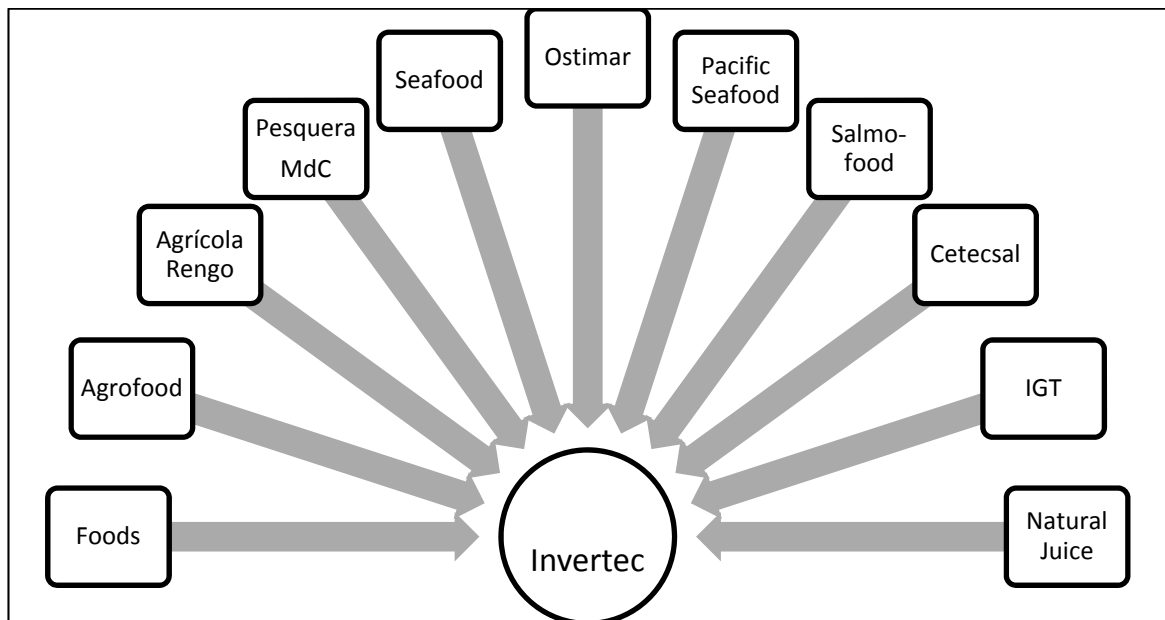 Ostimar
Seafood
Pacific
Seafood
Pesquera
MdC
Salmo-
food
Agrícola
Rengo
Cetecsal
Agrofood
IGT
Foods
Natural
Juice
Invertec